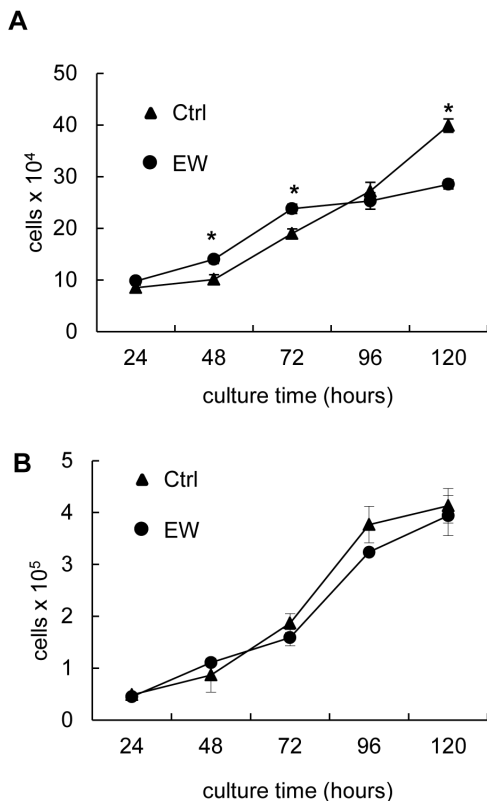 A
50
40
30
20
10
0
cells x 10⁴
Ctrl
EW
*
*
*
24 48 72 96 120
culture time (hours)
B
5
4
3
2
1
0
cells x 10⁵
Ctrl
EW
24 48 72 96 120
culture time (hours)